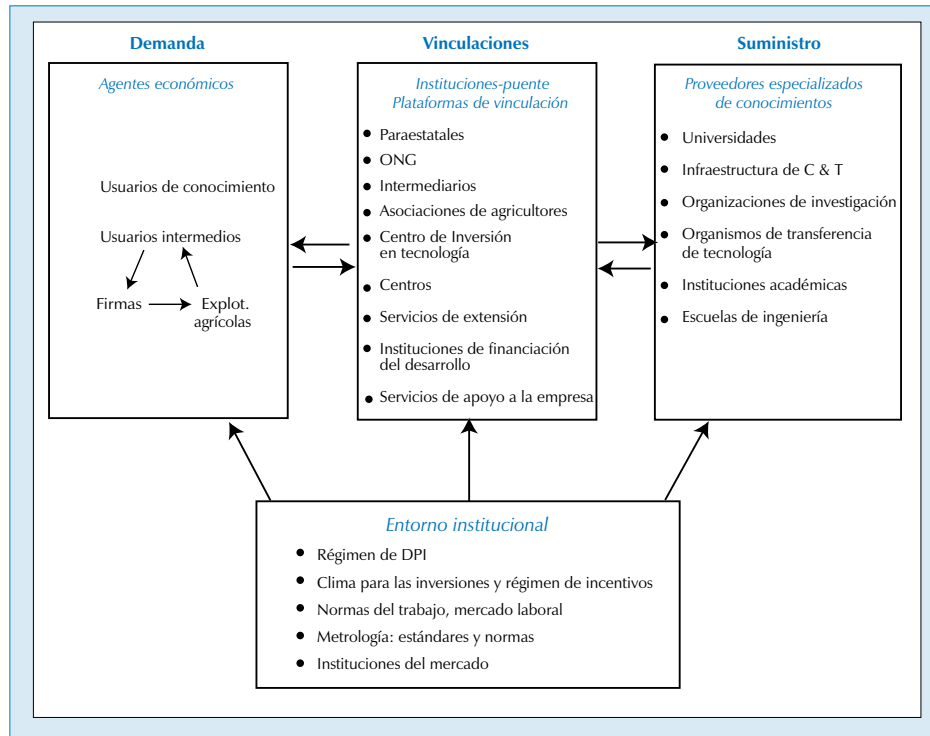 Demanda
Agentes económicos
Usuarios de conocimiento
Usuarios intermedios
Firmas
Explot.
agrícolas
Vinculaciones
Instituciones-puente
Plataformas de vinculación
• Paraestatales
• ONG
• Intermediarios
• Asociaciones de agricultores
• Centro de Inversión
en tecnología
• Centros
• Servicios de extensión
• Instituciones de financiación
del desarrollo
• Servicios de apoyo a la empresa
Suministro
Proveedores especializados
de conocimientos
• Universidades
• Infraestructura de C & T
• Organizaciones de investigación
• Organismos de transferencia
de tecnología
• Instituciones académicas
• Escuelas de ingeniería
Entorno institucional
• Régimen de DPI
• Clima para las inversiones y régimen de incentivos
• Normas del trabajo, mercado laboral
• Metrología: estándares y normas
• Instituciones del mercado